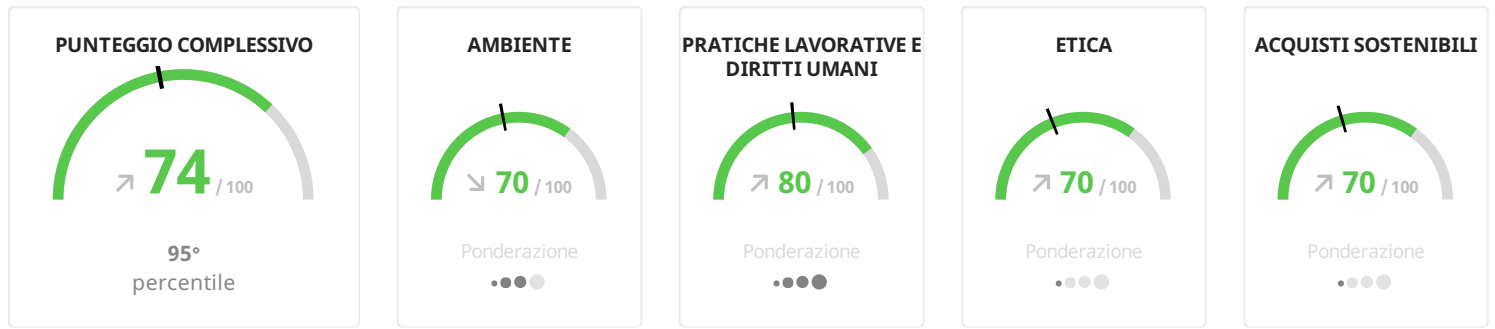 PUNTEGGIO COMPLESSIVO
74 / 100
95°
percentile
AMBIENTE
70 / 100
Ponderazione
PRATICHE LAVORATIVE E
DIRITTI UMANI
80 / 100
Ponderazione
ETICA
70 / 100
Ponderazione
ACQUISTI SOSTENIBILI
70 / 100
Ponderazione